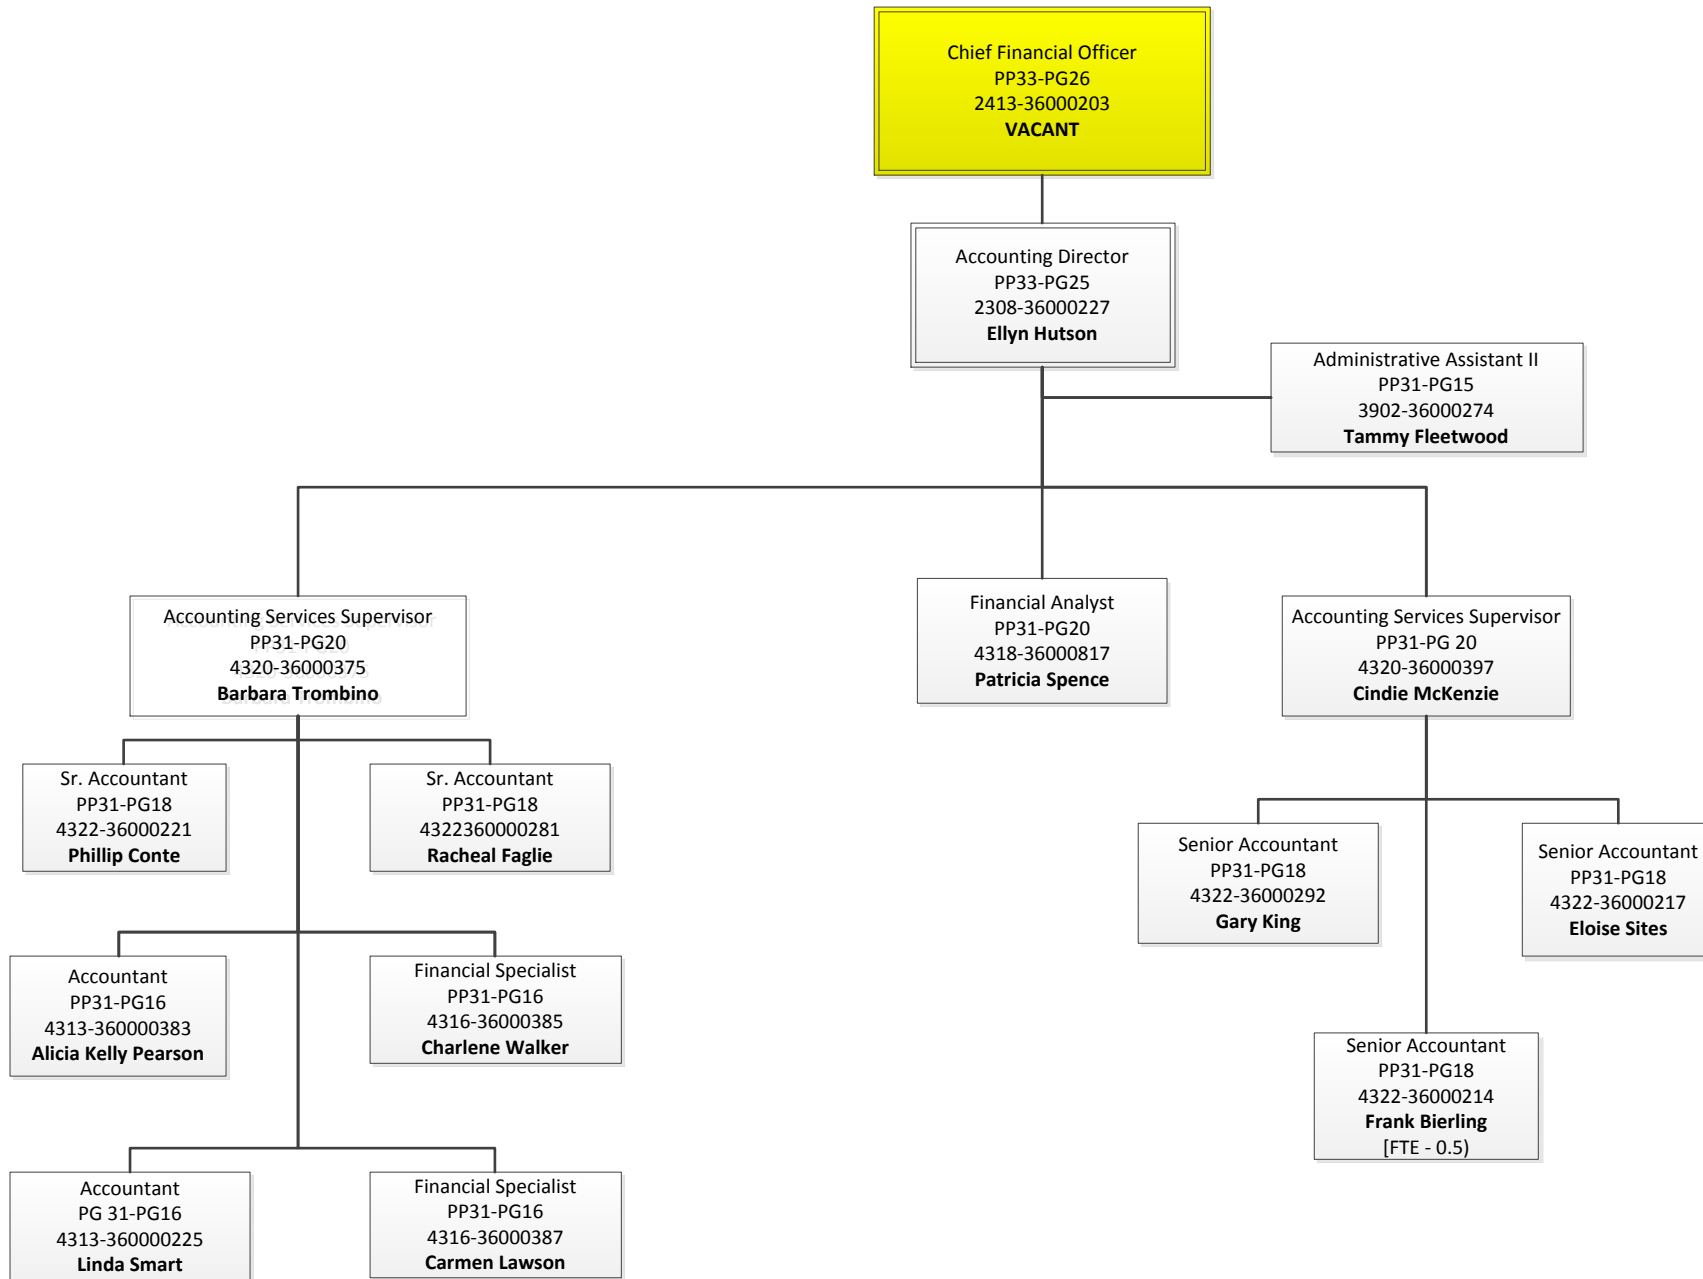 Chief Financial Officer
PP33-PG26
2413-36000203
VACANT
Accounting Director
PP33-PG25
2308-36000227
Ellyn Hutson
Administrative Assistant II
PP31-PG15
3902-36000274
Tammy Fleetwood
Accounting Services Supervisor
PP31-PG20
4320-36000375
Barbara Trombino
Financial Analyst
PP31-PG20
4318-36000817
Patricia Spence
Accounting Services Supervisor
PP31-PG 20
4320-36000397
Cindie McKenzie
Sr. Accountant
PP31-PG18
4322-36000221
Phillip Conte
Sr. Accountant
PP31-PG18
4322360000281
Racheal Faglie
Senior Accountant
PP31-PG18
4322-36000292
Gary King
Senior Accountant
PP31-PG18
4322-36000217
Eloise Sites
Accountant
PP31-PG16
4313-360000383
Alicia Kelly Pearson
Financial Specialist
PP31-PG16
4316-36000385
Charlene Walker
Senior Accountant
PP31-PG18
4322-36000214
Frank Bierling
[FTE - 0.5)
Accountant
PG 31-PG16
4313-360000225
Linda Smart
Financial Specialist
PP31-PG16
4316-36000387
Carmen Lawson